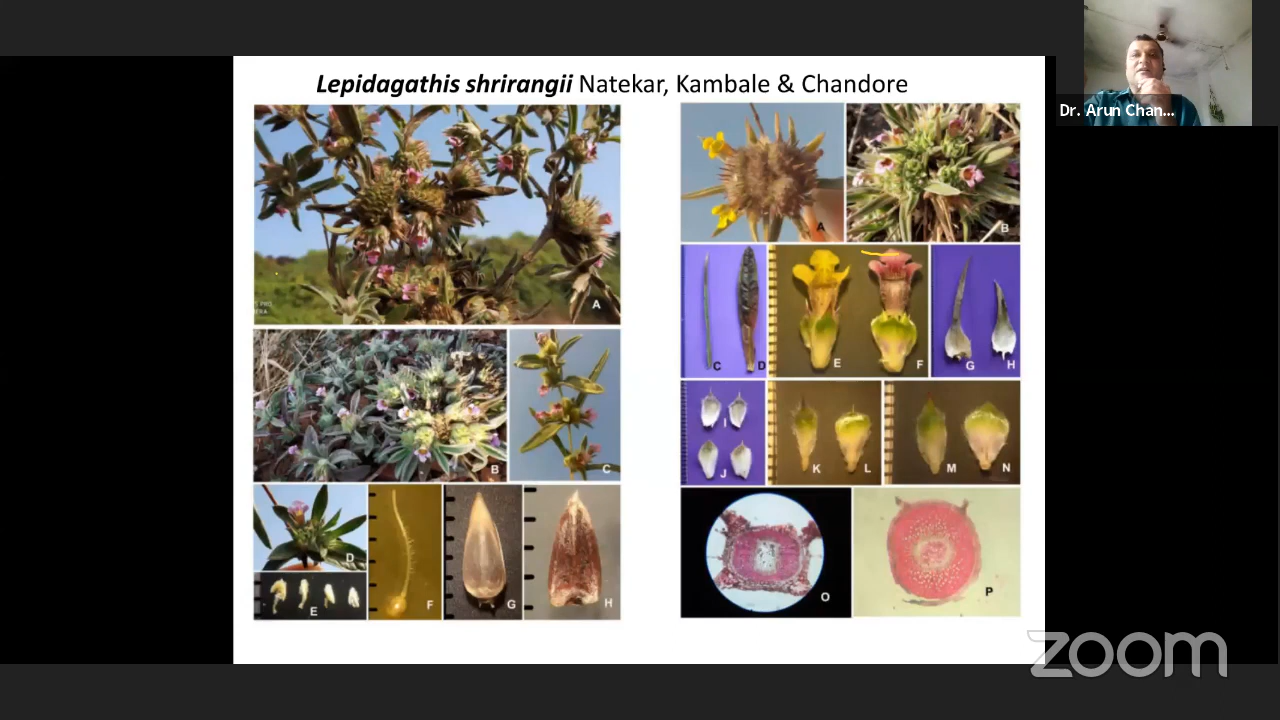 Lepidagathis shrirangii Natekar, Kambale & Chandore
Dr. Arun Chan...
A
B
C
D
E
F
G
H
A
B
C
D
E
F
G
H
I
J
K
L
M
N
O
P
zoom